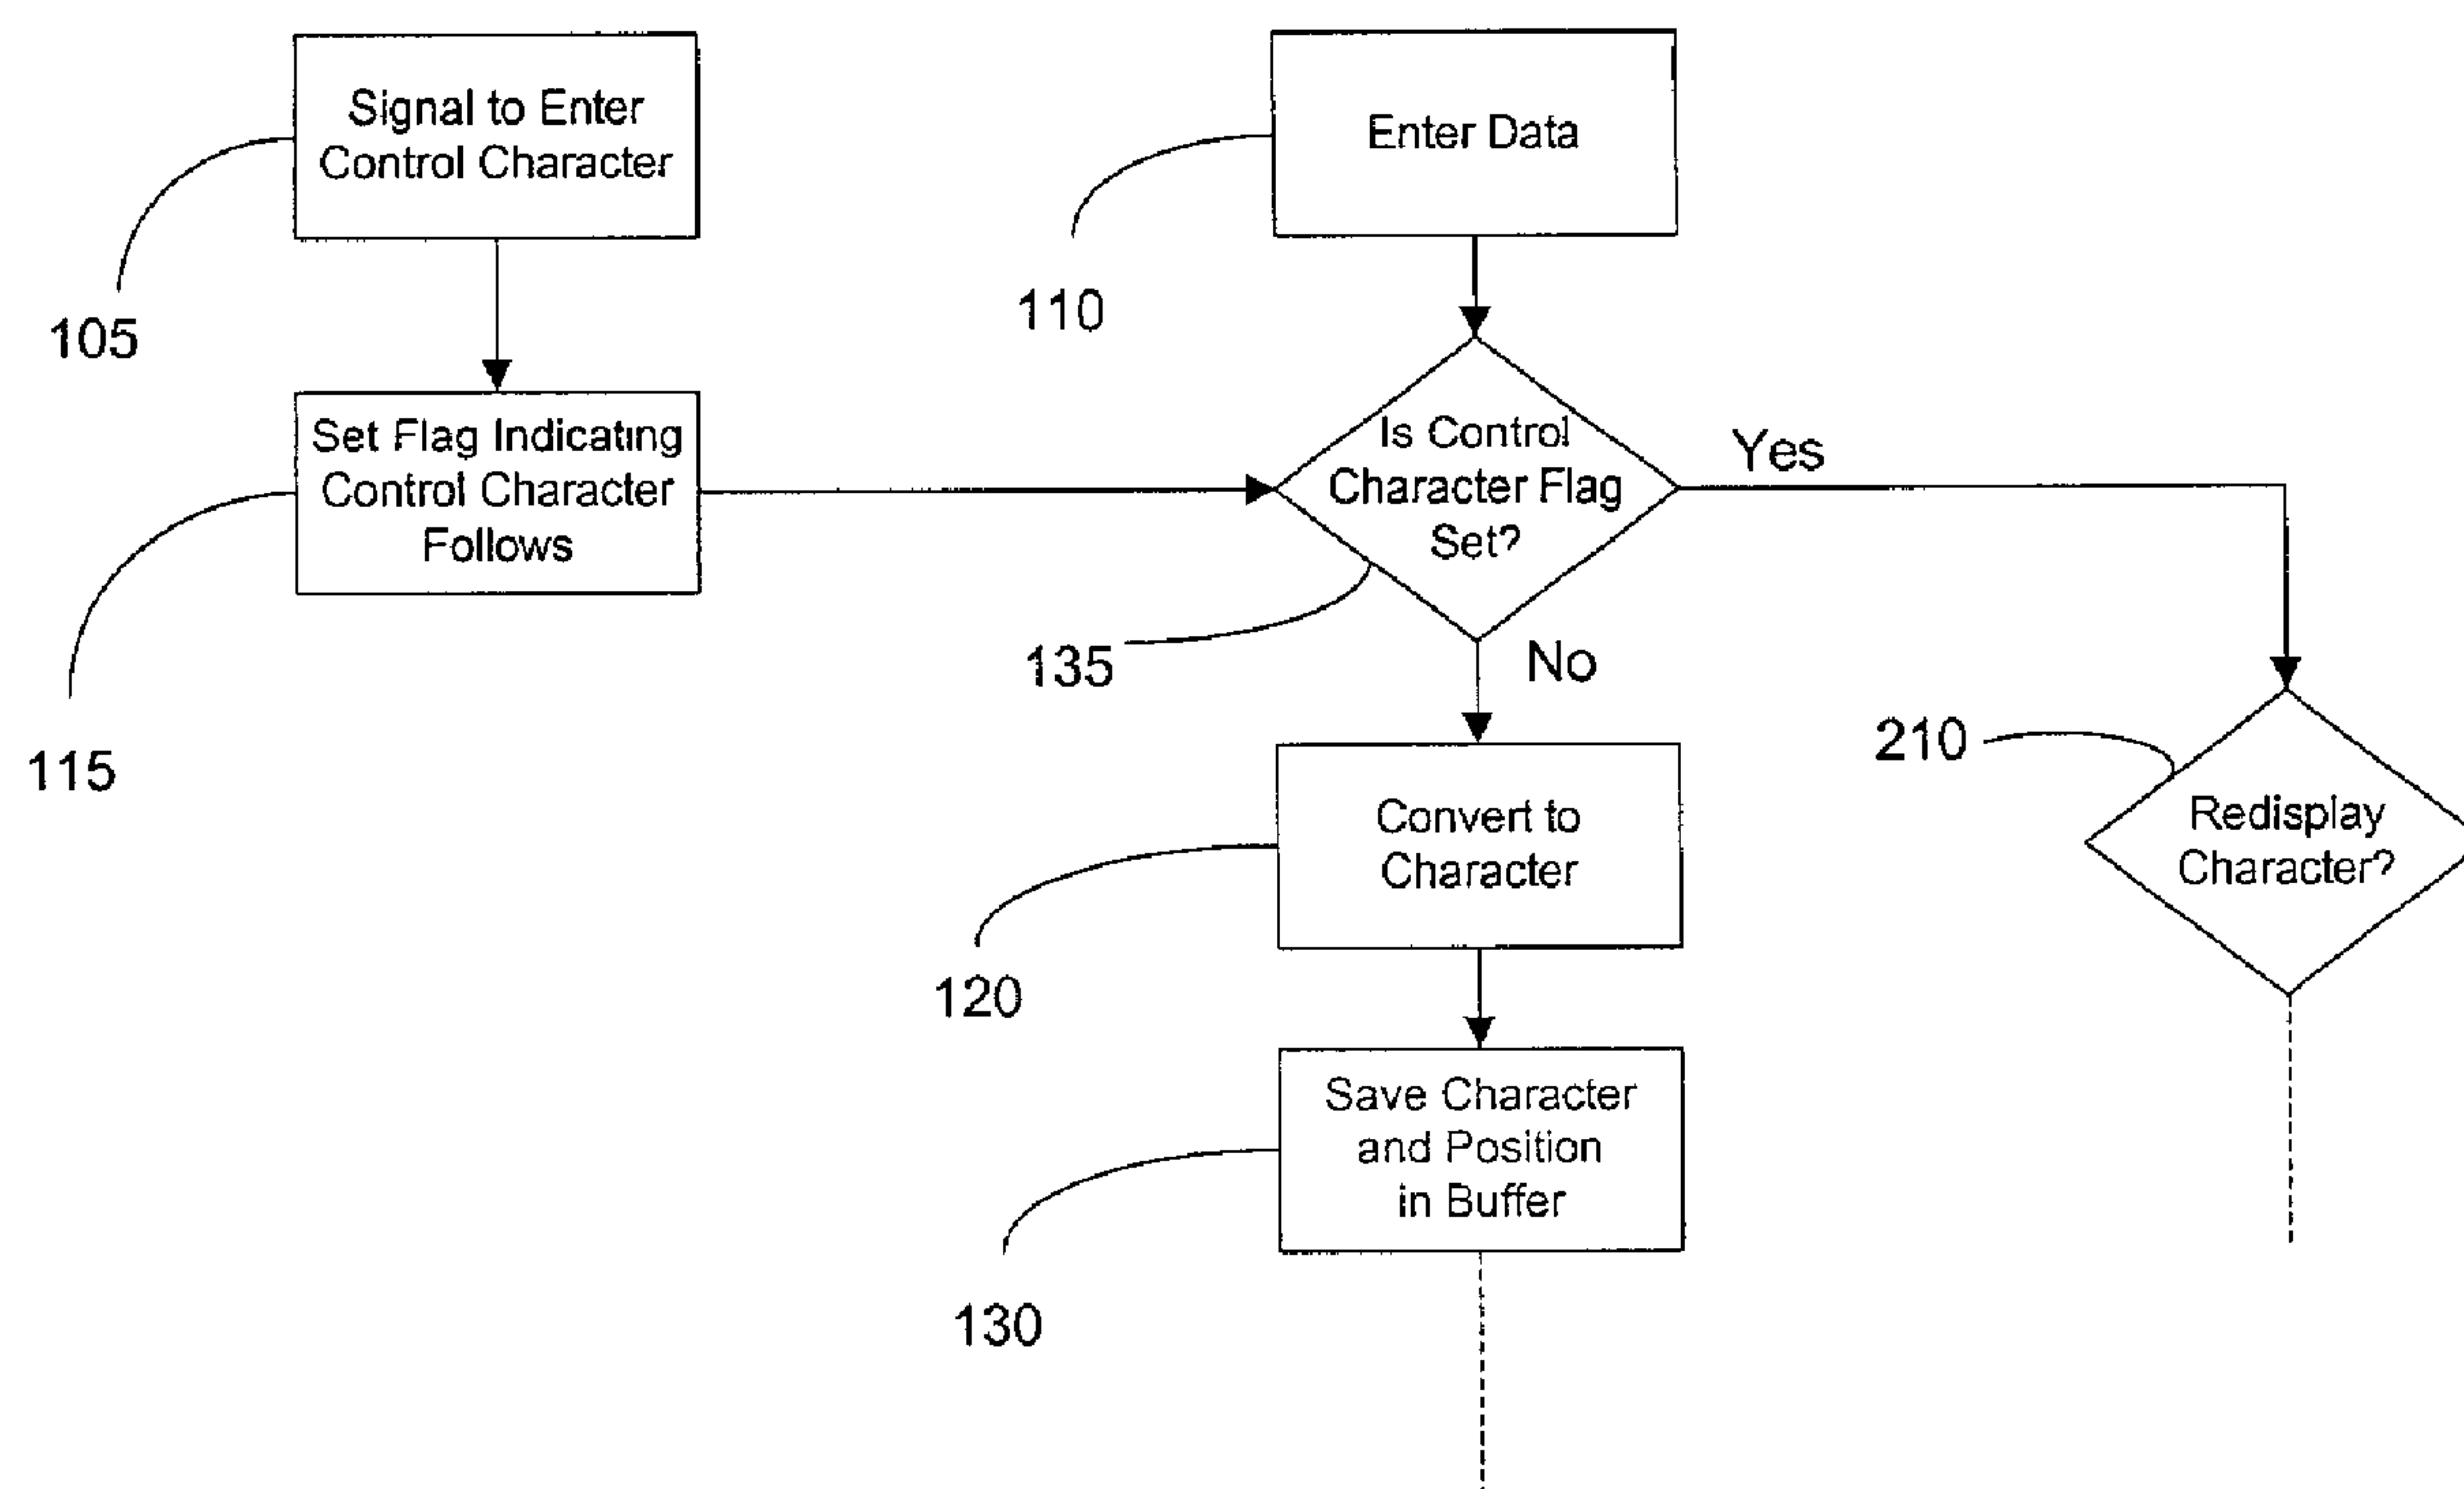 Signal to Enter
Control Character
105
Enter Data
110
Set Flag Indicating
Control Character
Follows
115
Is Control
Character Flag
Set?
135
Yes
No
210
Redisplay
Character?
Convert to
Character
120
Save Character
and Position
in Buffer
130